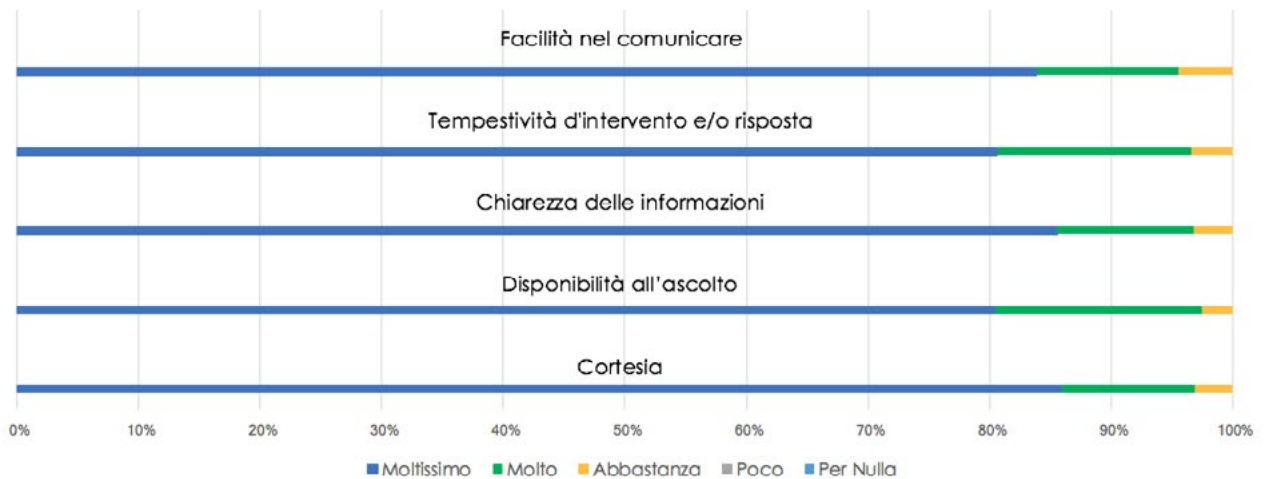 Facilità nel comunicare
Tempestività d'intervento e/o risposta
Chiarezza delle informazioni
Disponibilità all'ascolto
Cortesia
0% 10% 20% 30% 40% 50% 60% 70% 80% 90% 100%
Moltissimo Molto Abbastanza Poco Per Nulla